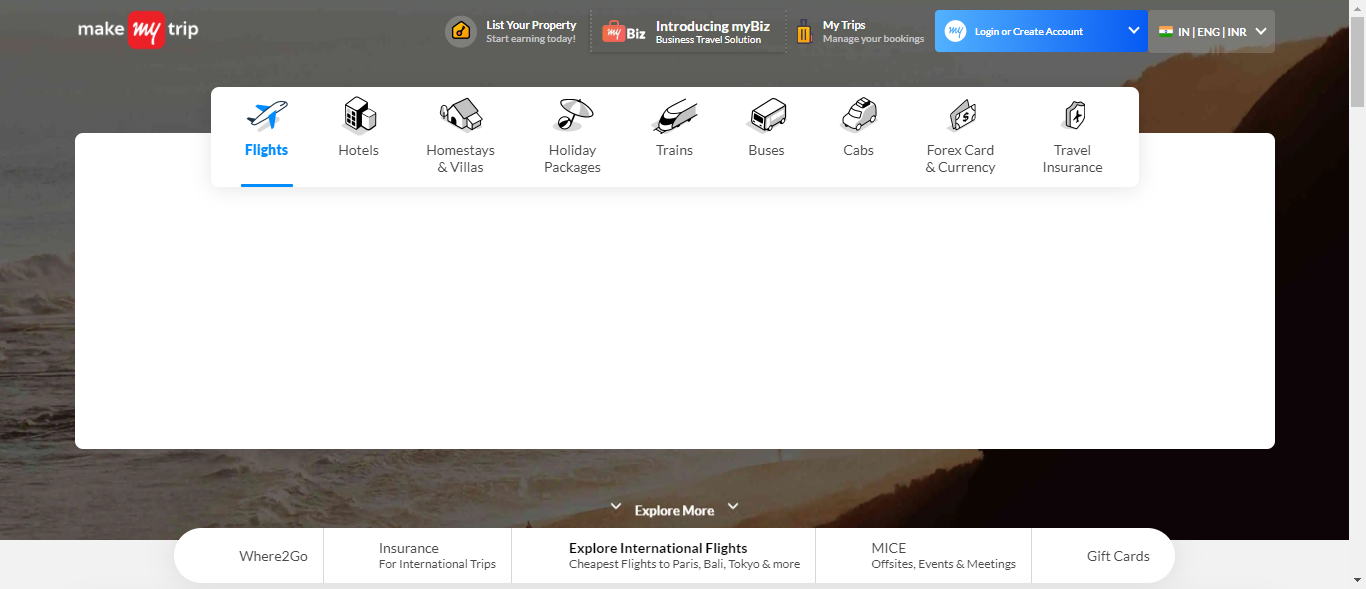 make my trip
List Your Property
Start earning today!
my Biz
Introducing myBiz
Business Travel Solution
My Trips
Manage your bookings
my
Login or Create Account
IN | ENG | INR
Flights
Hotels
Homestays
& Villas
Holiday
Packages
Trains
Buses
Cabs
Forex Card
& Currency
Travel
Insurance
Explore More
Where2Go
Insurance
For International Trips
Explore International Flights
Cheapest Flights to Paris, Bali, Tokyo & more
MICE
Offsites, Events & Meetings
Gift Cards